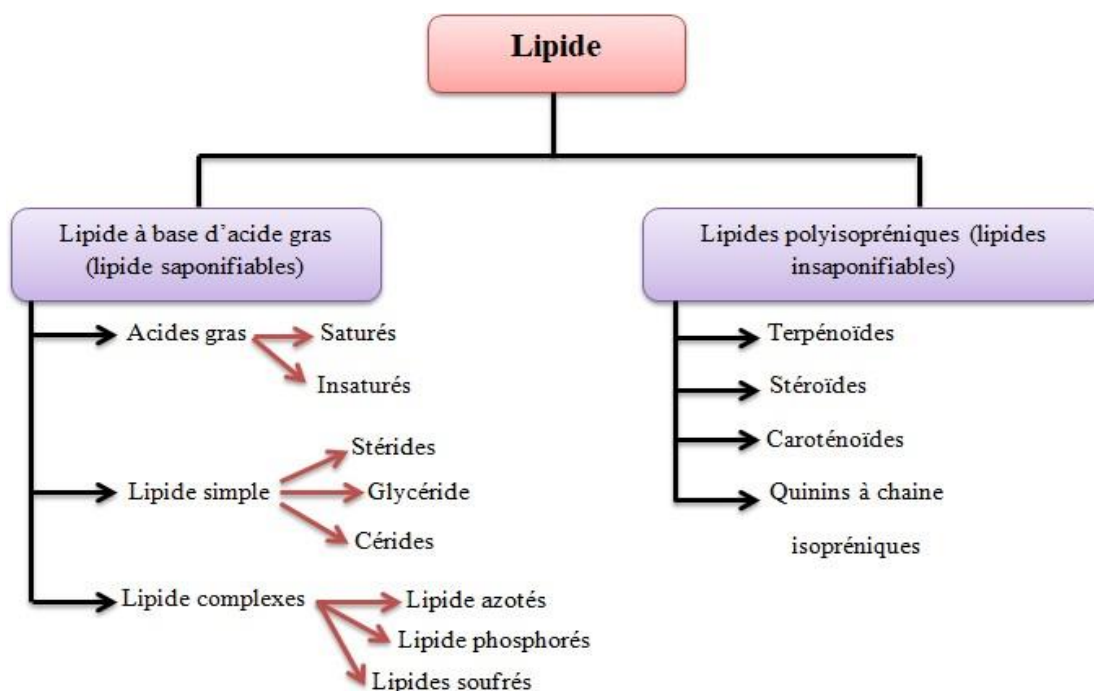 Lipide
Lipide à base d'acide gras
(lipide saponifiables)
Acides gras
Saturés
Insaturés
Lipide simple
Stérides
Glycéride
Cérides
Lipide complexes
Lipide azotés
Lipide phosphorés
Lipides soufrés
Lipides polyisopréniques (lipides
insaponifiables)
Terpénoïdes
Stéroïdes
Caroténoïdes
Quinins à chaine
isopréniques